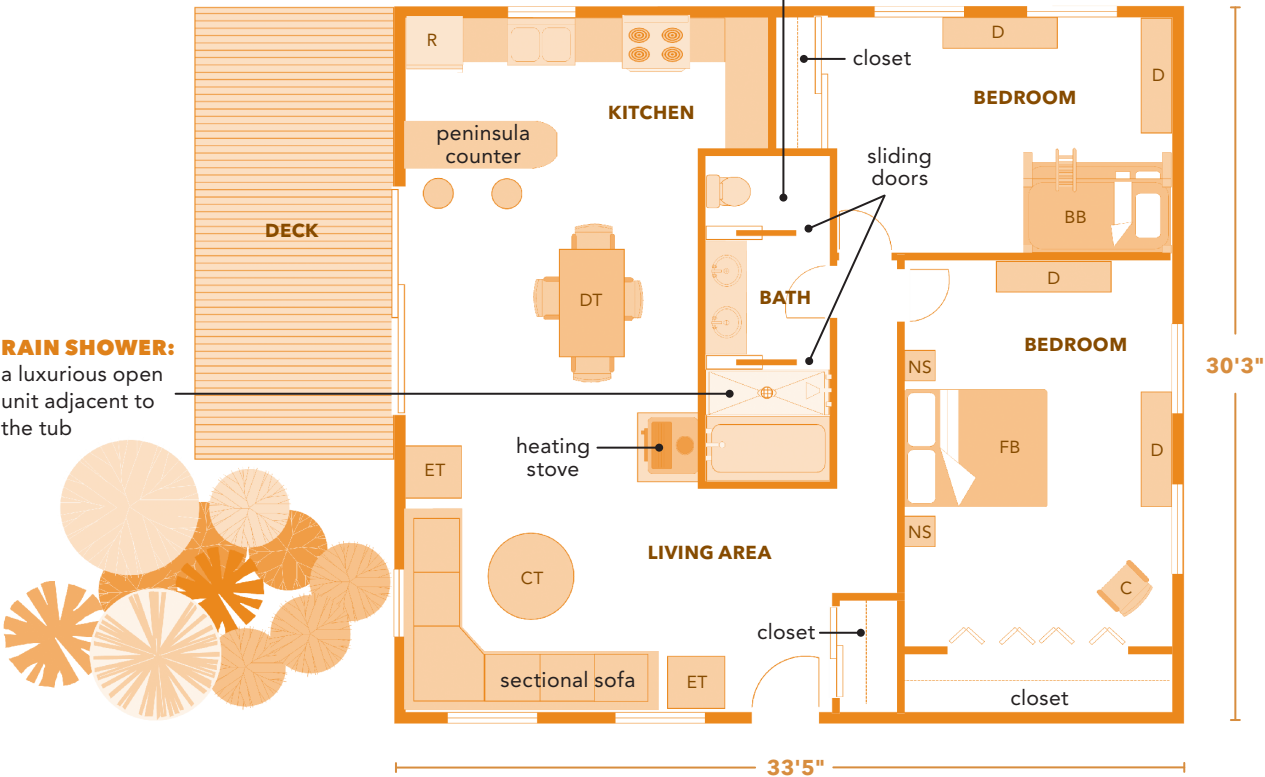 R
D
closet
D
BEDROOM
KITCHEN
peninsula
counter
sliding
doors
BB
DECK
D
DT
BATH
RAIN SHOWER:
a luxurious open
unit adjacent to
the tub
BEDROOM
30'3"
NS
heating
stove
FB
D
ET
NS
LIVING AREA
CT
C
closet
sectional sofa
ET
closet
33'5"